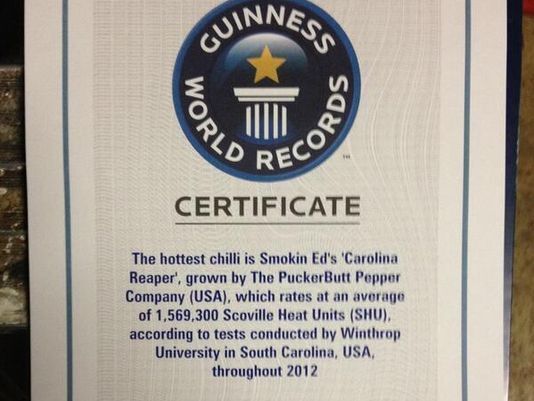 GUINNESS
WORLD RECORDS
™
CERTIFICATE
The hottest chilli is Smokin Ed's 'Carolina
Reaper', grown by The PuckerButt Pepper
Company (USA), which rates at an average
of 1,569,300 Scoville Heat Units (SHU),
according to tests conducted by Winthrop
University in South Carolina, USA,
throughout 2012